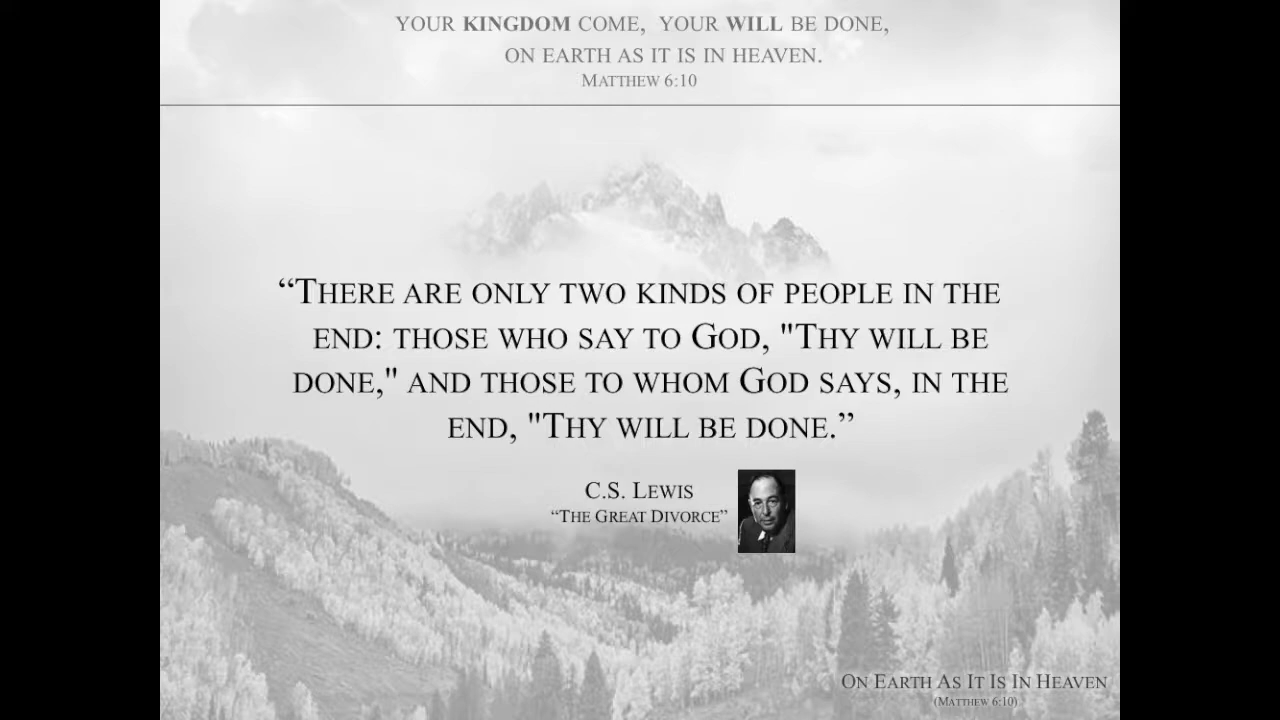 YOUR KINGDOM COME, YOUR WILL BE DONE,
ON EARTH AS IT IS IN HEAVEN.
MATTHEW 6:10
“THERE ARE ONLY TWO KINDS OF PEOPLE IN THE
END: THOSE WHO SAY TO GOD, "THY WILL BE
DONE," AND THOSE TO WHOM GOD SAYS, IN THE
END, "THY WILL BE DONE.”
C.S. LEWIS
“THE GREAT DIVORCE”
ON EARTH AS IT IS IN HEAVEN
(MATTHEW 6:10)